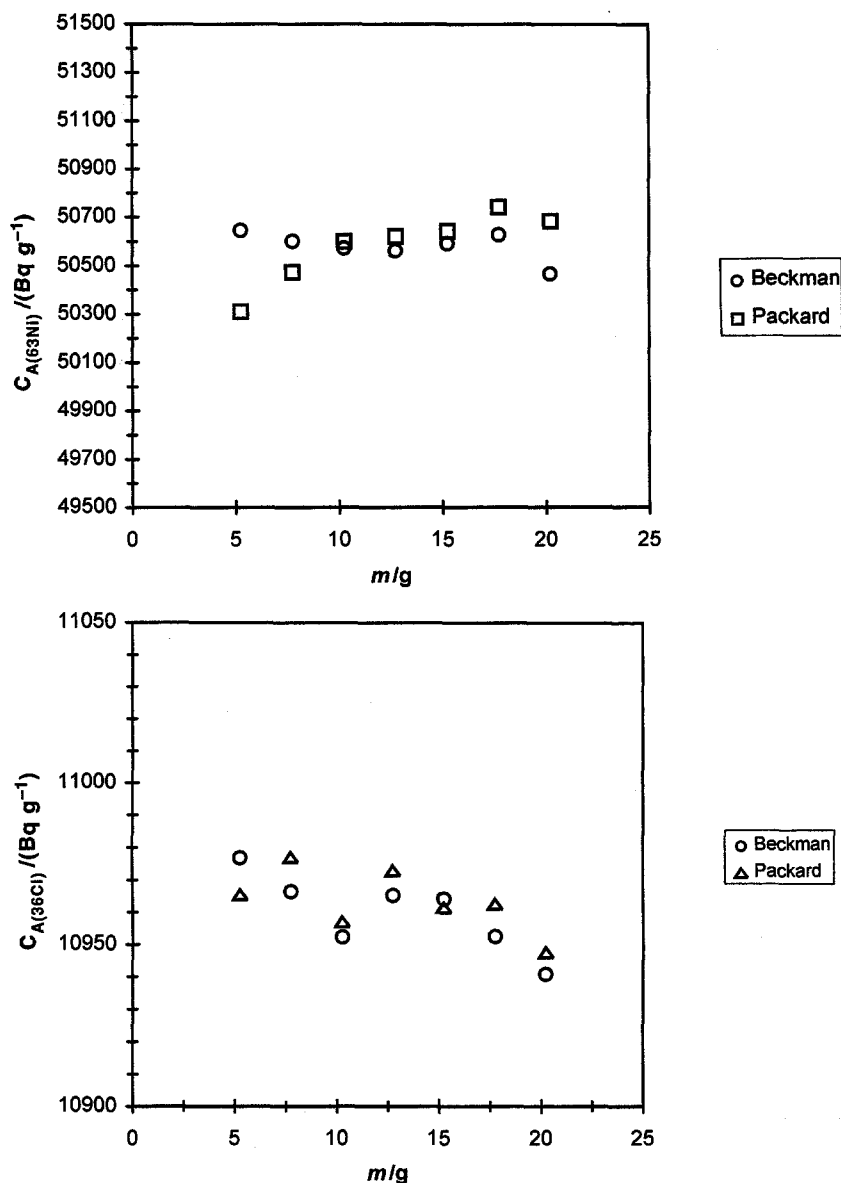 51500
51300
51100
50900
50700
50500
50300
50100
49900
49700
49500
C_A(63Ni) /(Bq g⁻¹)
0 5 10 15 20 25
m/g
Beckman
Packard
11050
11000
10950
10900
C_A(36Cl) /(Bq g⁻¹)
0 5 10 15 20 25
m/g
Beckman
Packard